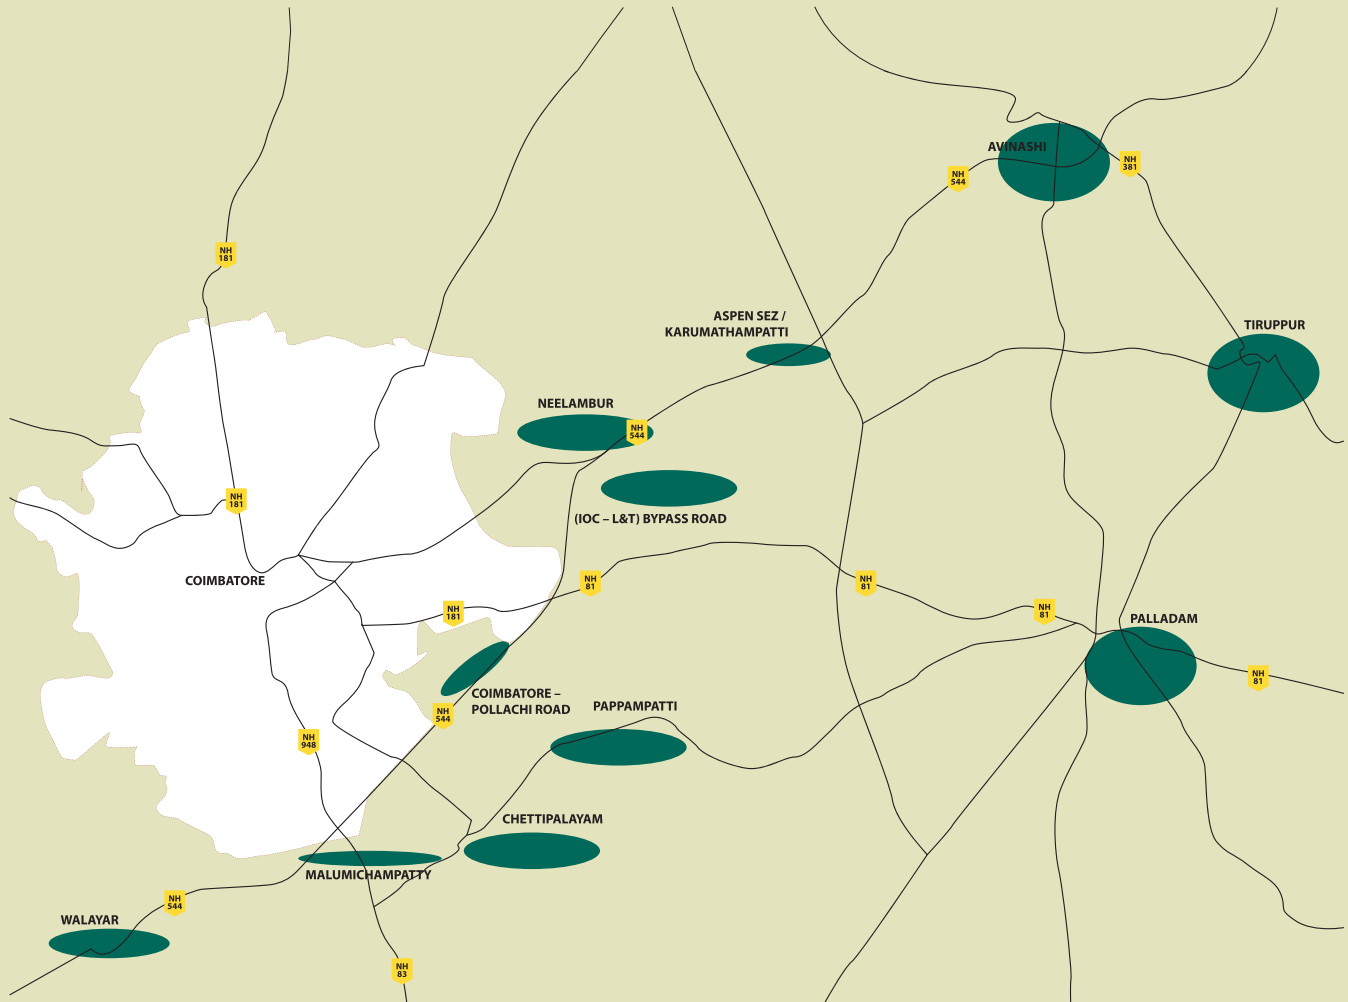 AVINASHI
NH
381
NH
544
NH
181
ASPEN SEZ /
KARUMATHAMPATTI
TIRUPPUR
NEELAMBUR
NH
544
NH
181
(IOC – L&T) BYPASS ROAD
COIMBATORE
NH
81
NH
81
NH
181
NH
81
PALLADAM
NH
81
COIMBATORE –
POLLACHI ROAD
NH
544
PAPPAMPATTI
NH
948
CHETTIPALAYAM
MALUMICHAMPATTY
NH
544
WALAYAR
NH
83